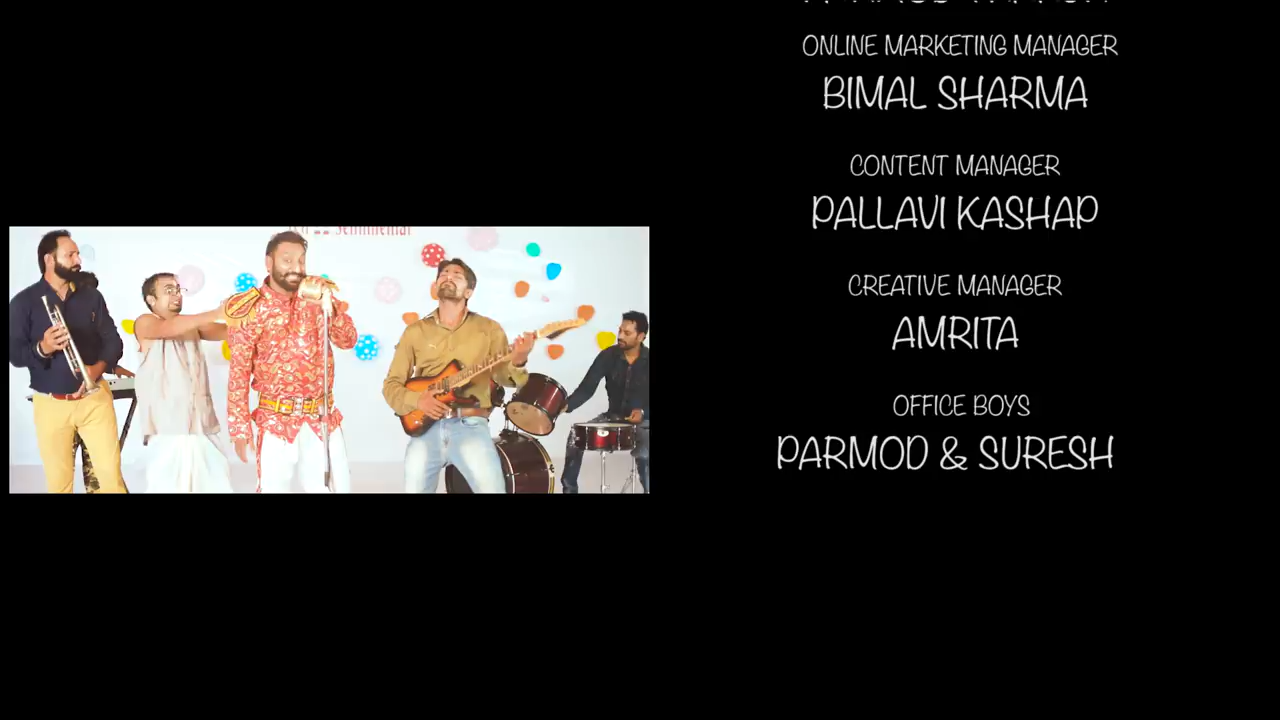 ONLINE MARKETING MANAGER
BIMAL SHARMA
CONTENT MANAGER
PALLAVI KASHAP
CREATIVE MANAGER
AMRITA
OFFICE BOYS
PARMOD & SURESH